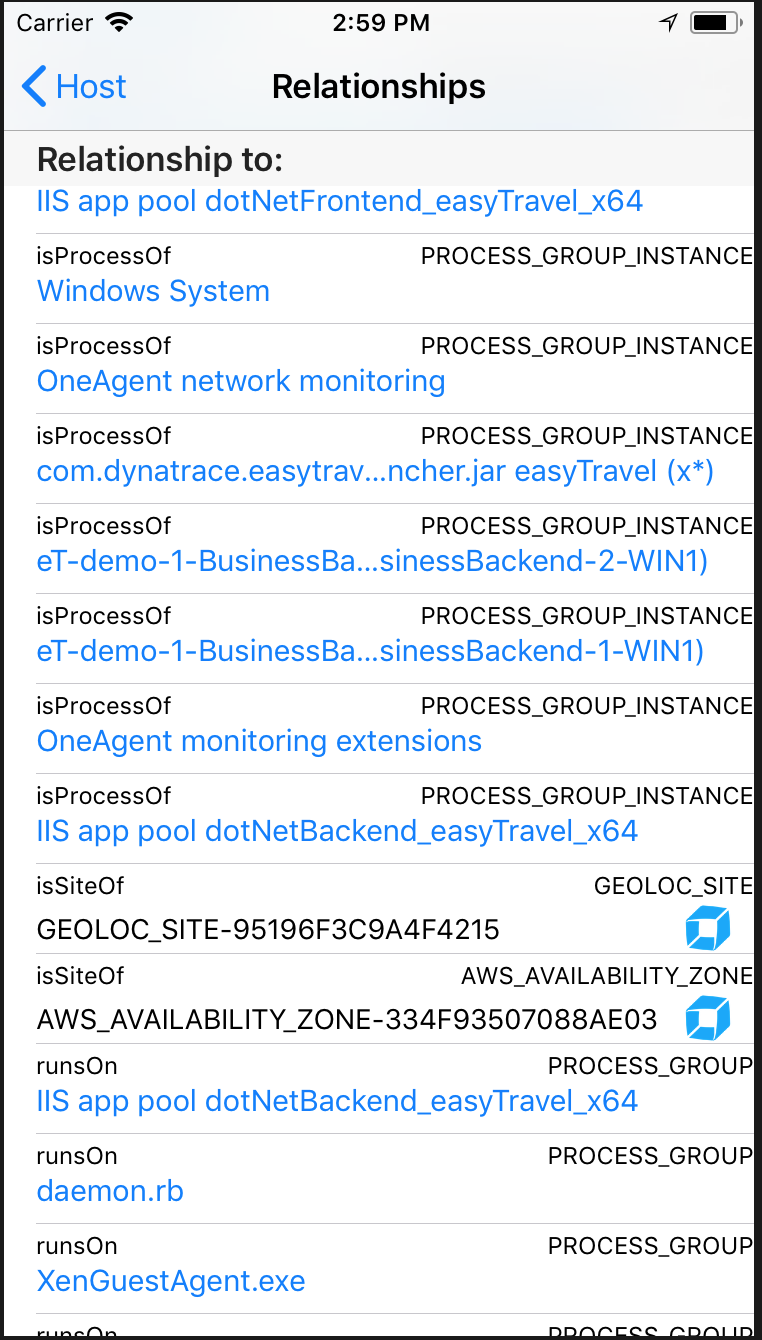 Carrier 2:59 PM
Host Relationships
Relationship to:
IIS app pool dotNetFrontend_easyTravel_x64
isProcessOf PROCESS_GROUP_INSTANCE
Windows System
isProcessOf PROCESS_GROUP_INSTANCE
OneAgent network monitoring
isProcessOf PROCESS_GROUP_INSTANCE
com.dynatrace.easytrav...ncher.jar easyTravel (x*)
isProcessOf PROCESS_GROUP_INSTANCE
eT-demo-1-BusinessBa...sinessBackend-2-WIN1)
isProcessOf PROCESS_GROUP_INSTANCE
eT-demo-1-BusinessBa...sinessBackend-1-WIN1)
isProcessOf PROCESS_GROUP_INSTANCE
OneAgent monitoring extensions
isProcessOf PROCESS_GROUP_INSTANCE
IIS app pool dotNetBackend_easyTravel_x64
isSiteOf GEOLOC_SITE
GEOLOC_SITE-95196F3C9A4F4215
isSiteOf AWS_AVAILABILITY_ZONE
AWS_AVAILABILITY_ZONE-334F93507088AE03
runsOn PROCESS_GROUP
IIS app pool dotNetBackend_easyTravel_x64
runsOn PROCESS_GROUP
daemon.rb
runsOn PROCESS_GROUP
XenGuestAgent.exe
runsOn PROCESS_GROUP